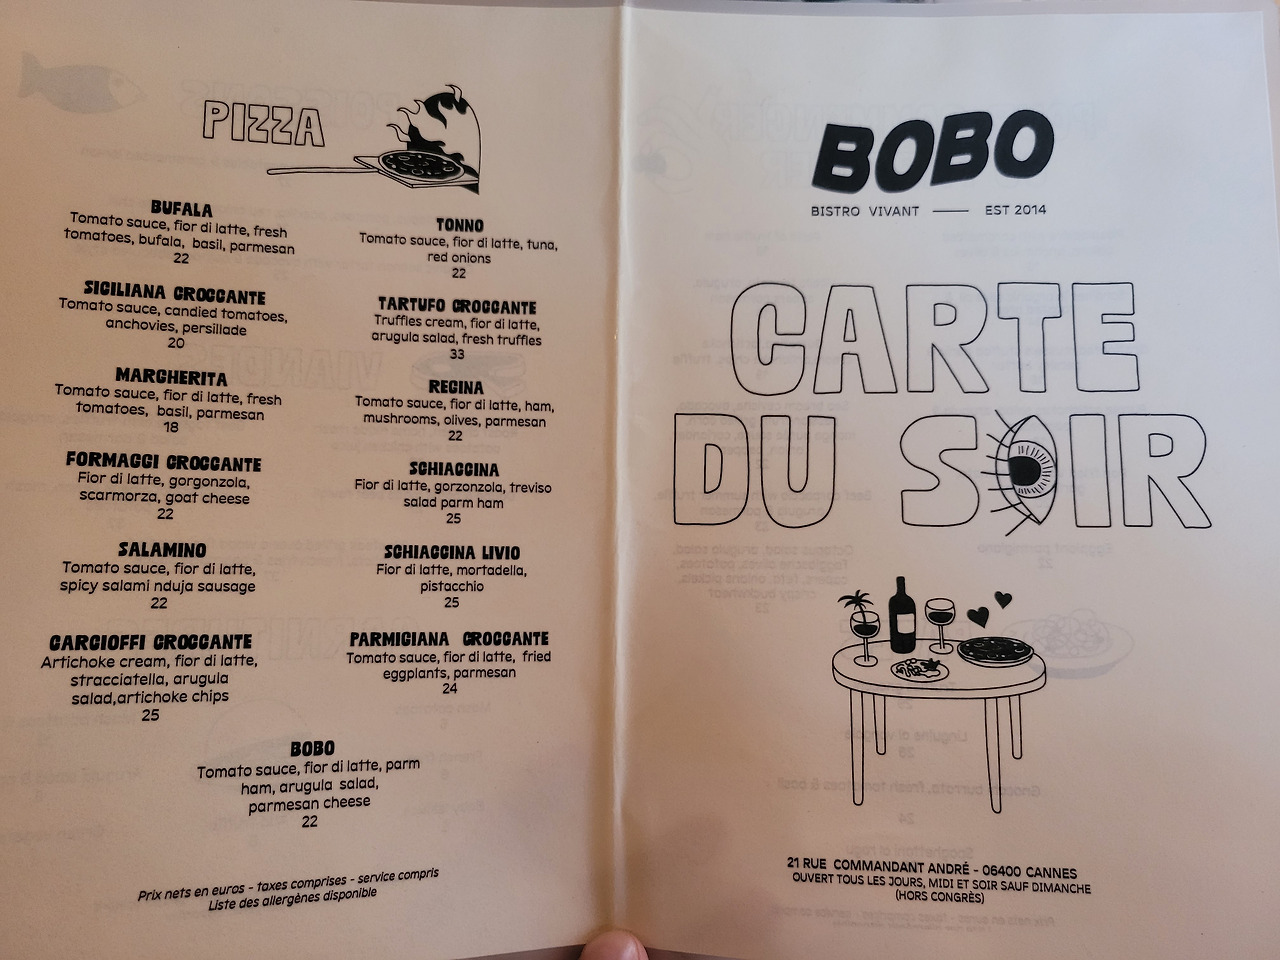 PIZZA
BUFALA
Tomato sauce, fior di latte, fresh
tomatoes, bufala, basil, parmesan
22
SICILIANA CROCCANTE
Tomato sauce, candied tomatoes,
anchovies, persillade
20
MARGHERITA
Tomato sauce, fior di latte, fresh
tomatoes, basil, parmesan
18
FORMAGGI CROCCANTE
Fior di latte, gorgonzola,
scarmorza, goat cheese
22
SALAMINO
Tomato sauce, fior di latte,
spicy salami nduja sausage
22
CARCIOFFI CROCCANTE
Artichoke cream, fior di latte,
stracciatella, arugula
salad,artichoke chips
25
TONNO
Tomato sauce, fior di latte, tuna,
red onions
22
TARTUFO CROCCANTE
Truffles cream, fior di latte,
arugula salad, fresh truffles
33
REGINA
Tomato sauce, fior di latte, ham,
mushrooms, olives, parmesan
22
SCHIACCINA
Fior di latte, gorzonzola, treviso
salad parm ham
25
SCHIACCINA LIVIO
Fior di latte, mortadella,
pistacchio
25
PARMIGIANA CROCCANTE
Tomato sauce, fior di latte, fried
eggplants, parmesan
24
BOBO
Tomato sauce, fior di latte, parm
ham, arugula salad,
parmesan cheese
22
Prix nets en euros - taxes comprises - service compris
Liste des allergènes disponible
BOBO
BISTRO VIVANT — EST 2014
CARTE
DU SOIR
21 RUE COMMANDANT ANDRÉ - 06400 CANNES
OUVERT TOUS LES JOURS, MIDI ET SOIR SAUF DIMANCHE
(HORS CONGRÈS)